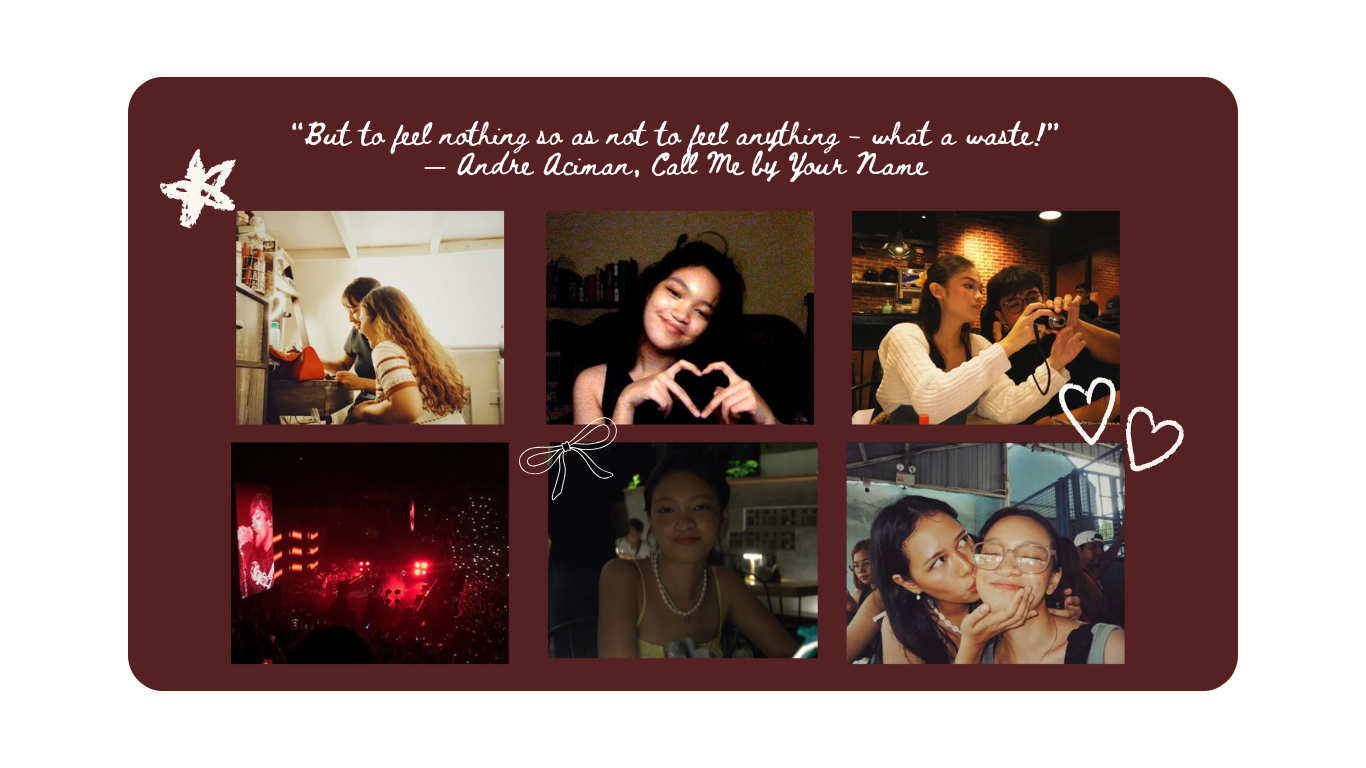 “But to feel nothing so as not to feel anything - what a waste!”
— Andre Aciman, Call Me by Your Name